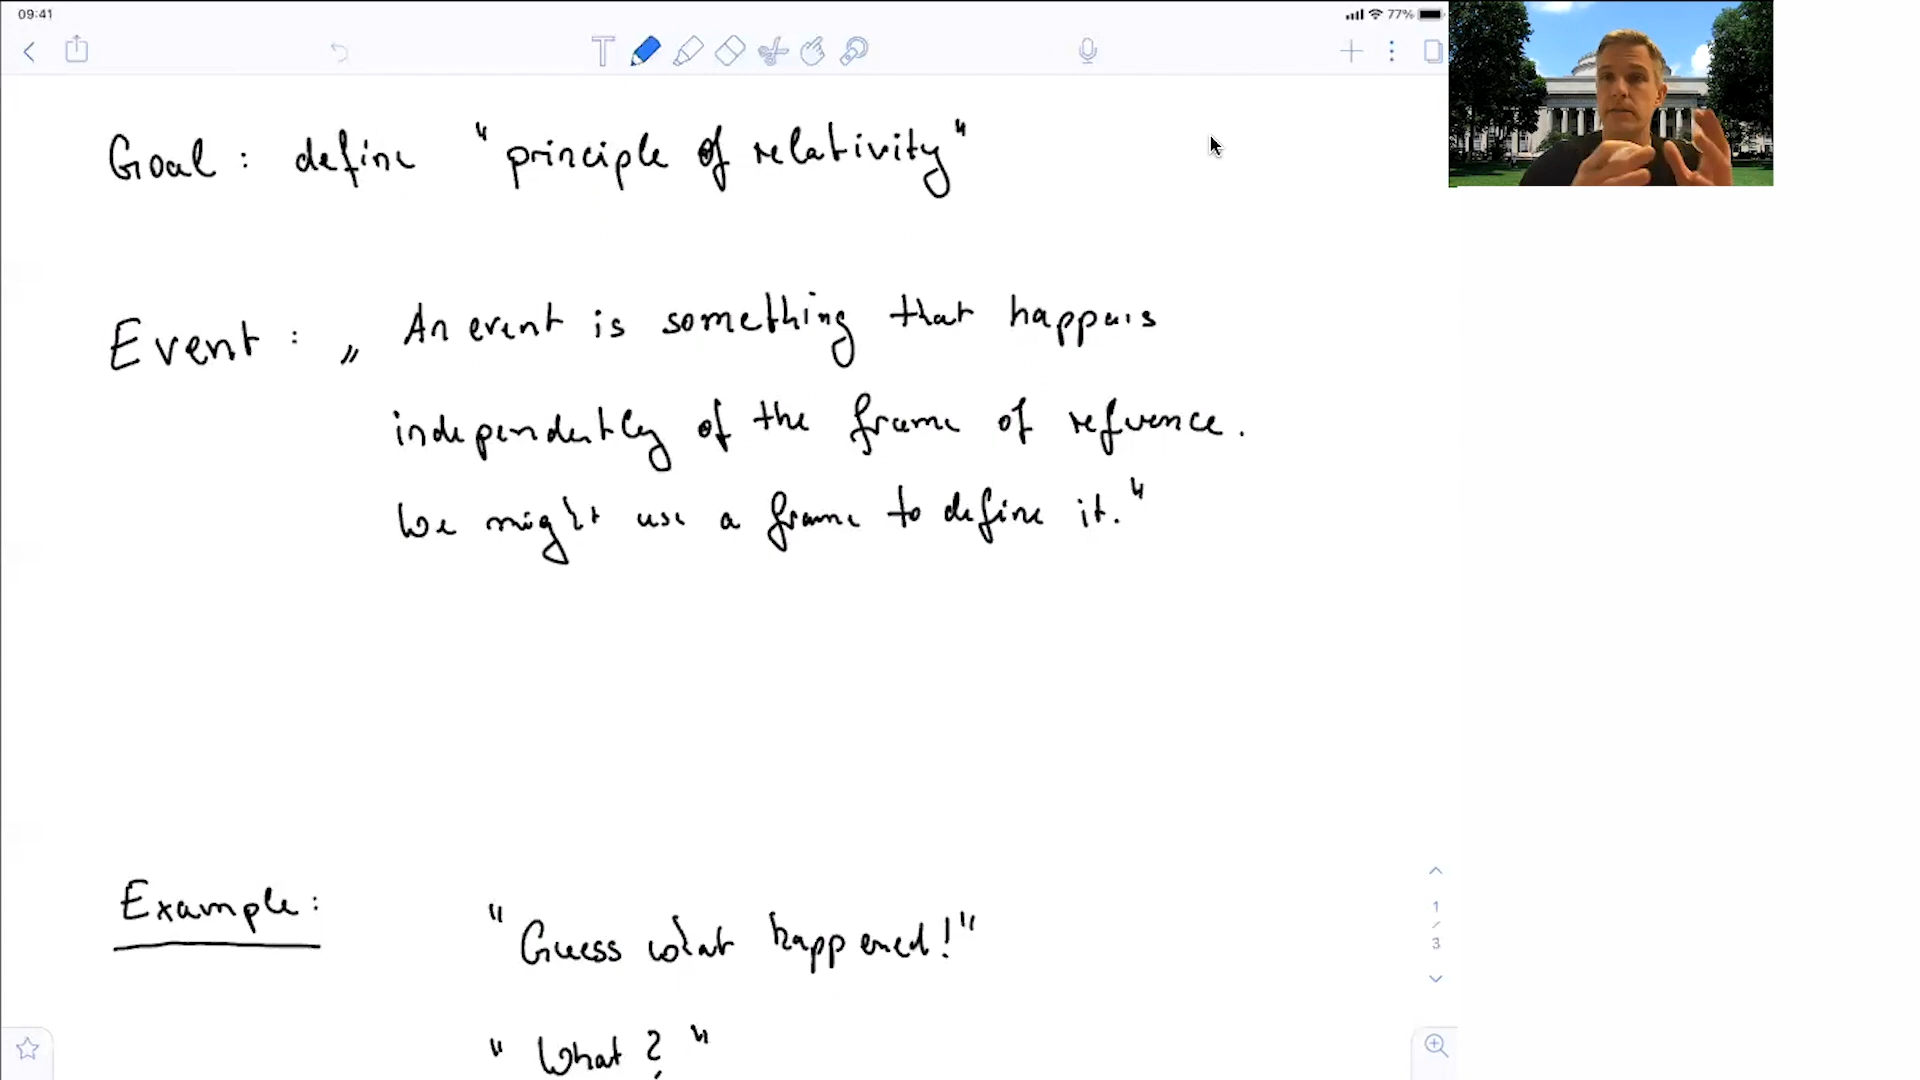 09:41
77%
Goal: define "principle of relativity"
Event: „ An event is something that happens
independently of the frame of reference.
We might use a frame to define it."
Example: "Guess what happened!"
"What?"
1
/
3